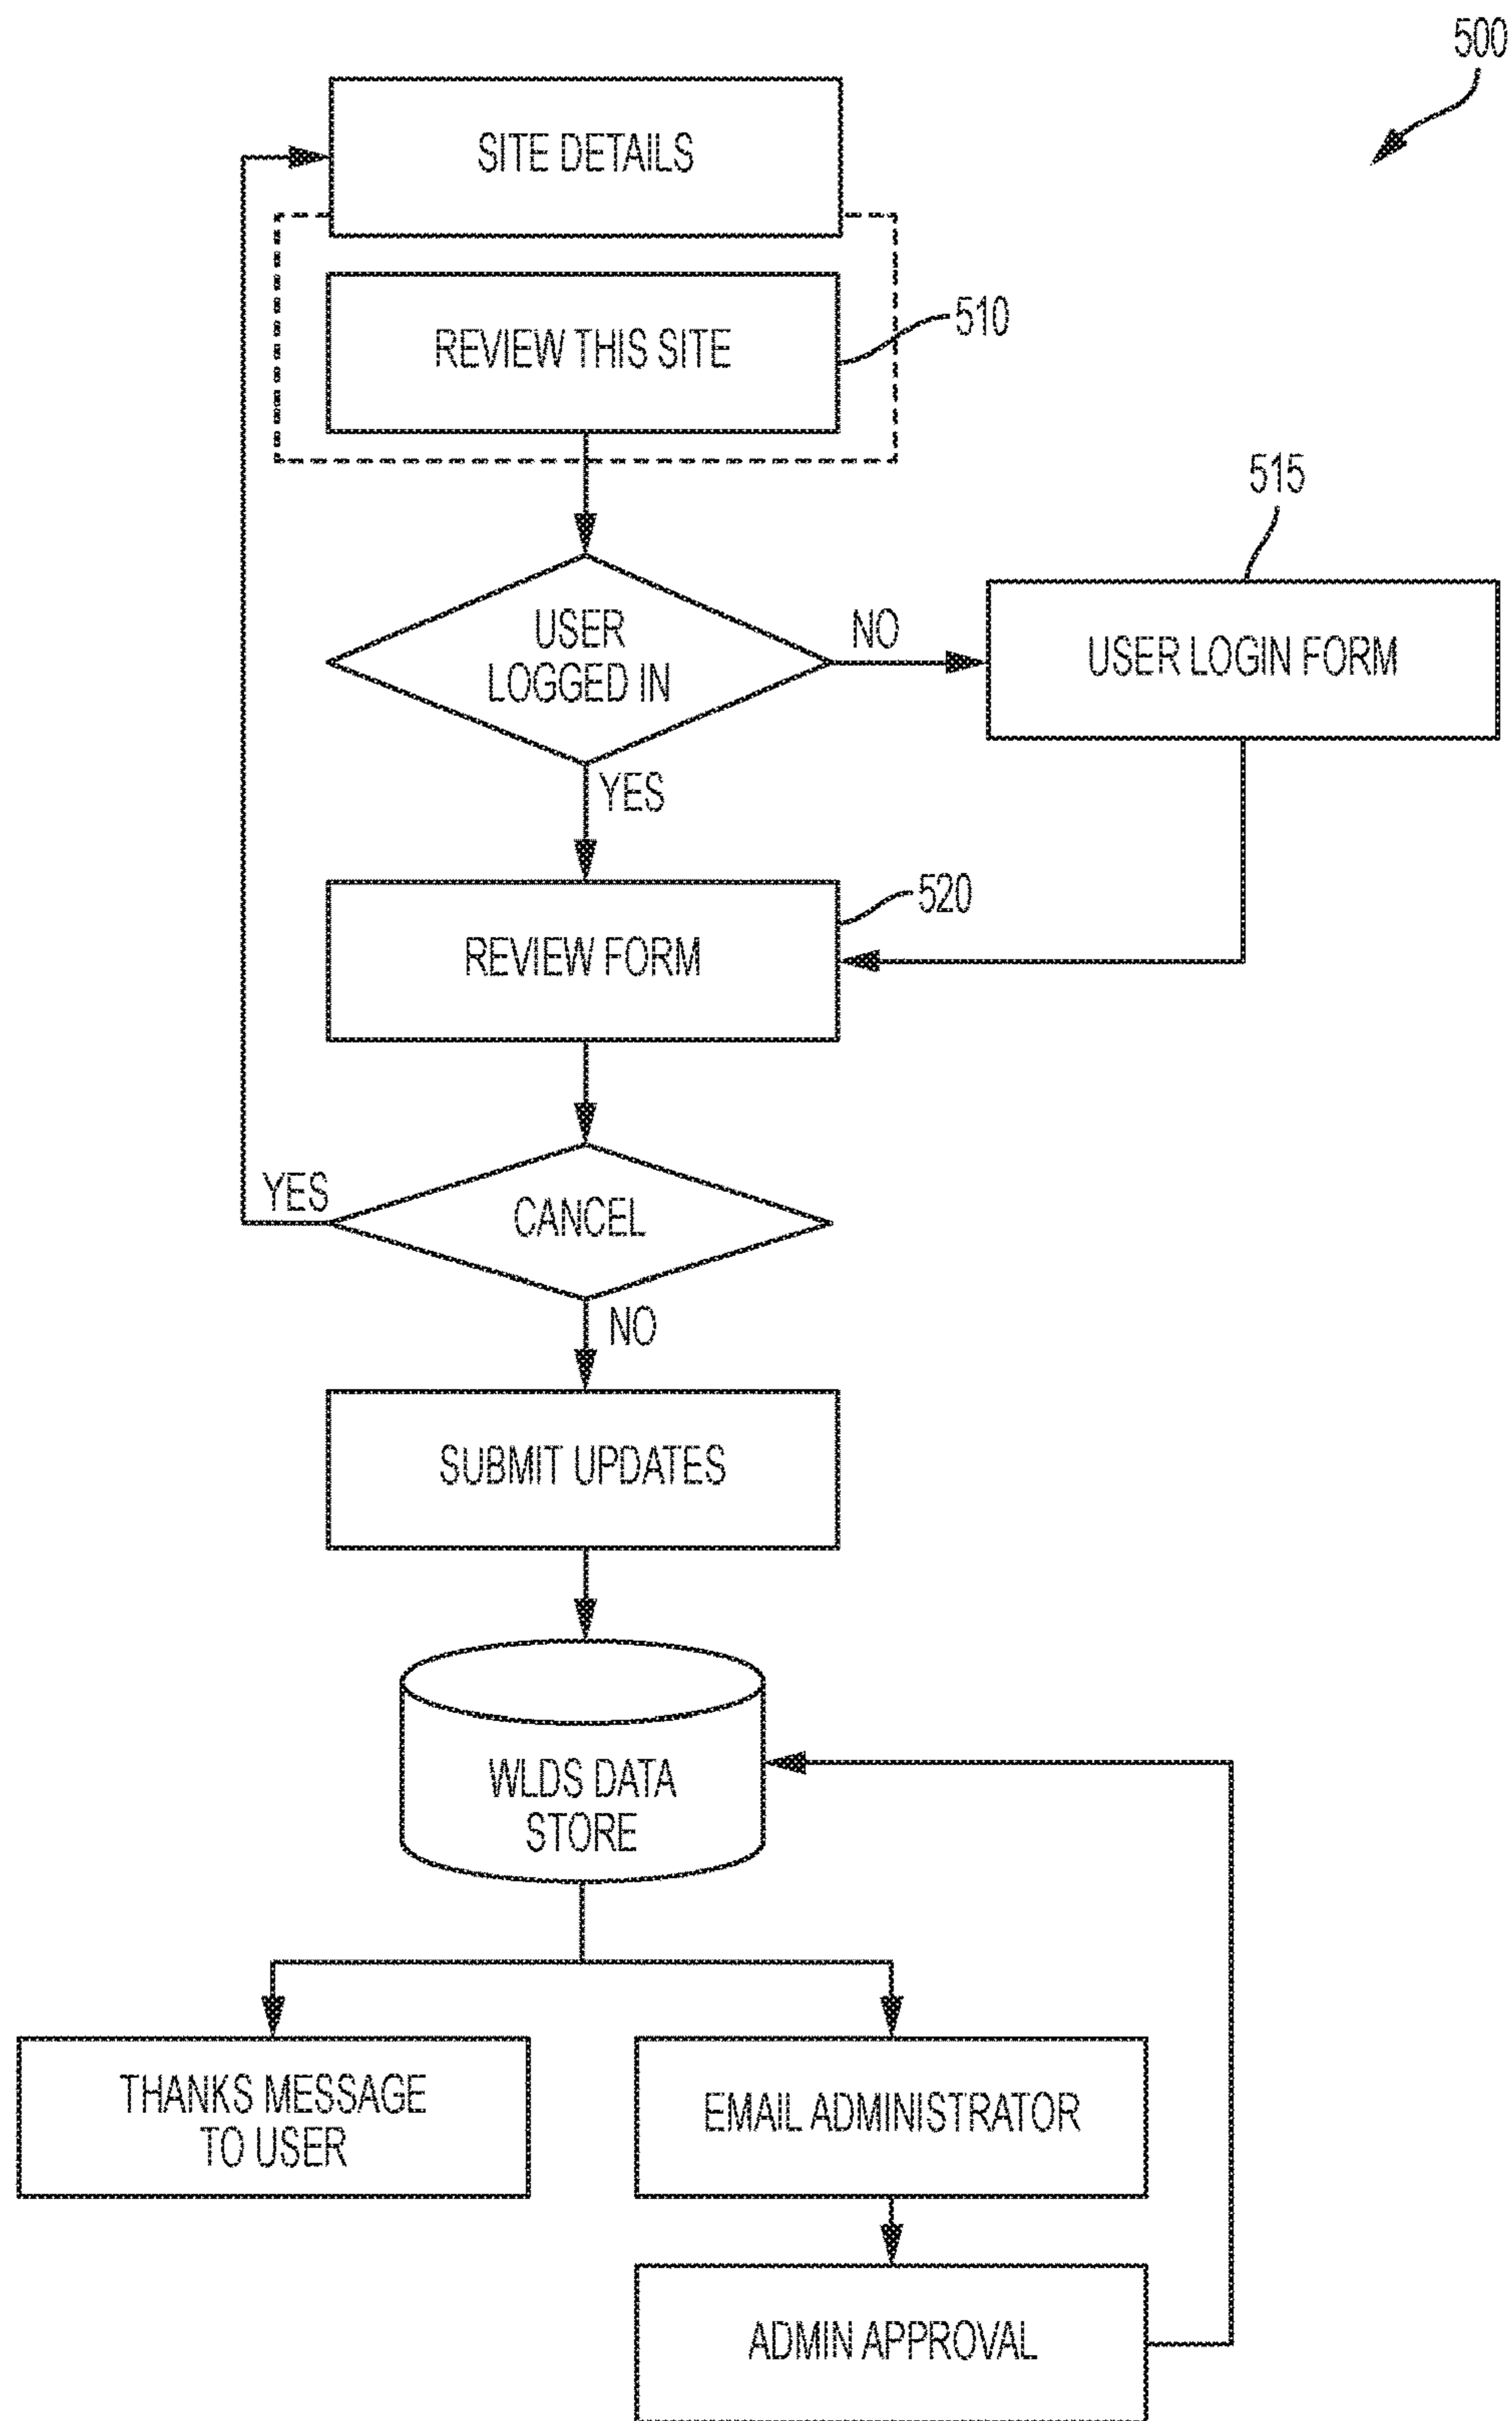 500
SITE DETAILS
REVIEW THIS SITE
510
515
USER
LOGGED IN
NO
USER LOGIN FORM
YES
520
REVIEW FORM
YES
CANCEL
NO
SUBMIT UPDATES
WLDS DATA
STORE
THANKS MESSAGE
TO USER
EMAIL ADMINISTRATOR
ADMIN APPROVAL